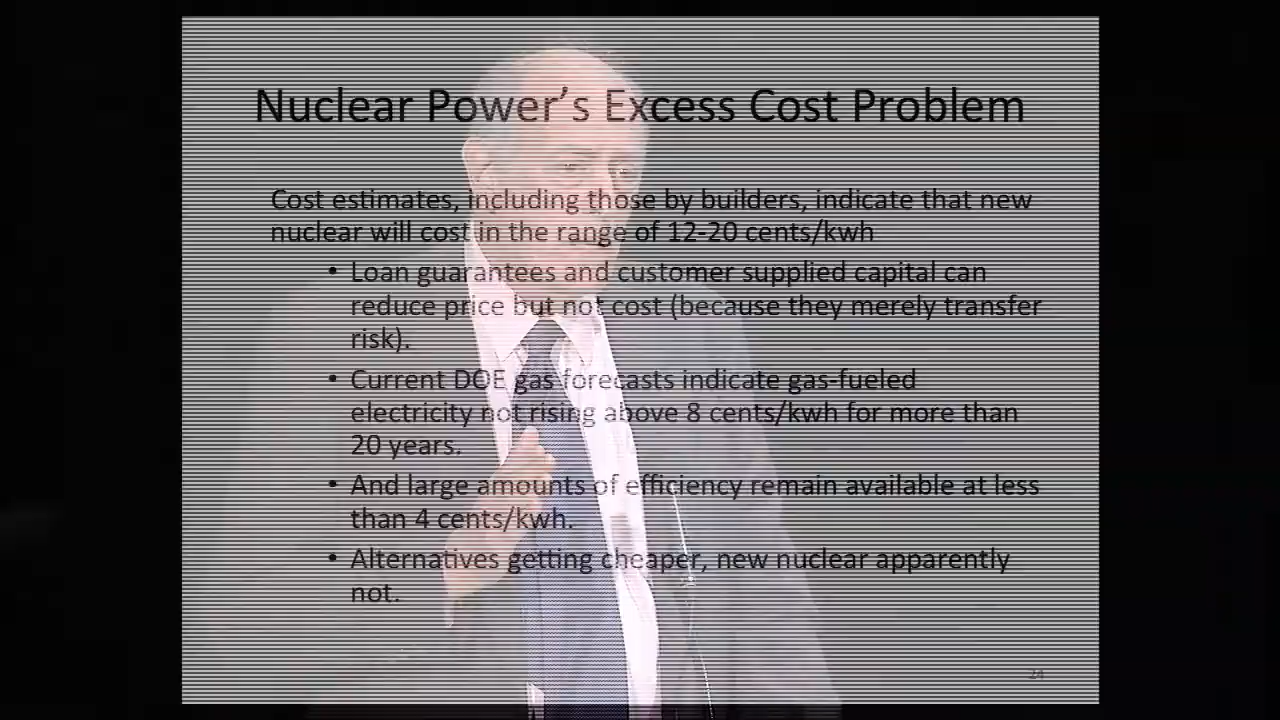 Nuclear Power’s Excess Cost Problem
Cost estimates, including those by builders, indicate that new
nuclear will cost in the range of 12-20 cents/kwh
• Loan guarantees and customer supplied capital can
reduce price but not cost (because they merely transfer
risk).
• Current DOE gas forecasts indicate gas-fueled
electricity not rising above 8 cents/kwh for more than
20 years.
• And large amounts of efficiency remain available at less
than 4 cents/kwh.
• Alternatives getting cheaper, new nuclear apparently
not.
24